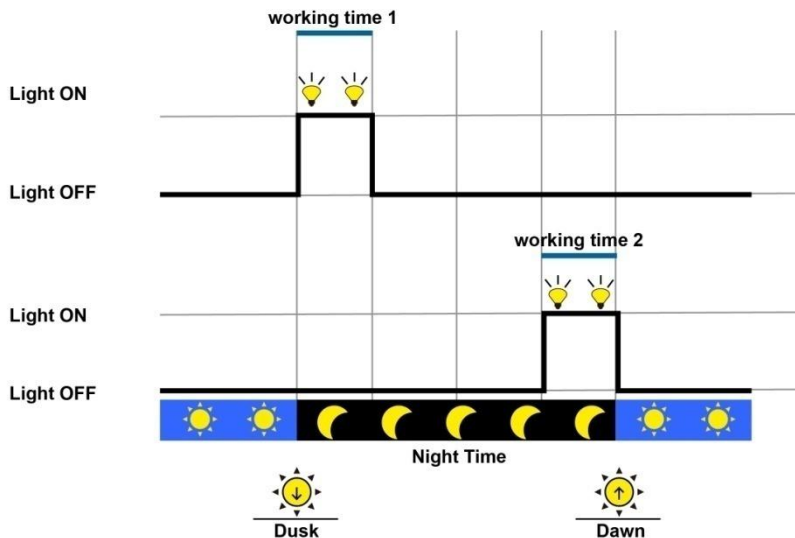 working time 1
Light ON
Light OFF
working time 2
Light ON
Light OFF
Night Time
Dusk
Dawn